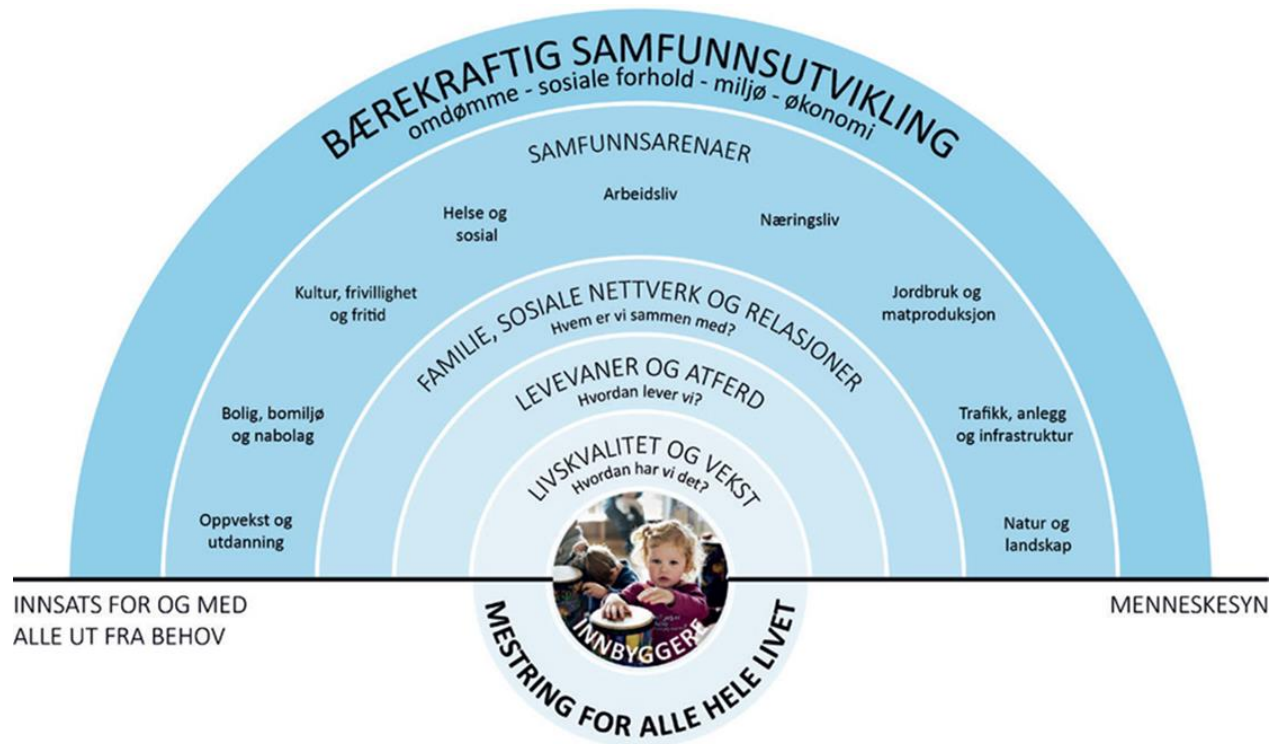 BÆREKRAFTIG SAMFUNNSUTVIKLING
omdømme - sosiale forhold - miljø - økonomi
SAMFUNNSARENAER
Arbeidsliv
Helse og
sosial
Næringsliv
Kultur, frivillighet
og fritid
Jordbruk og
matproduksjon
Bolig, bomiljø
og nabolag
Trafikk, anlegg
og infrastruktur
Oppvekst og
utdanning
Natur og
landskap
FAMILIE, SOSIALE NETTVERK OG RELASJONER
Hvem er vi sammen med?
LEVEVANER OG ATFERD
Hvordan lever vi?
LIVSKVALITET OG VEKST
Hvordan har vi det?
INNBYGGERE
MESTRING FOR ALLE HELE LIVET
INNSATS FOR OG MED
ALLE UT FRA BEHOV
MENNESKESYN